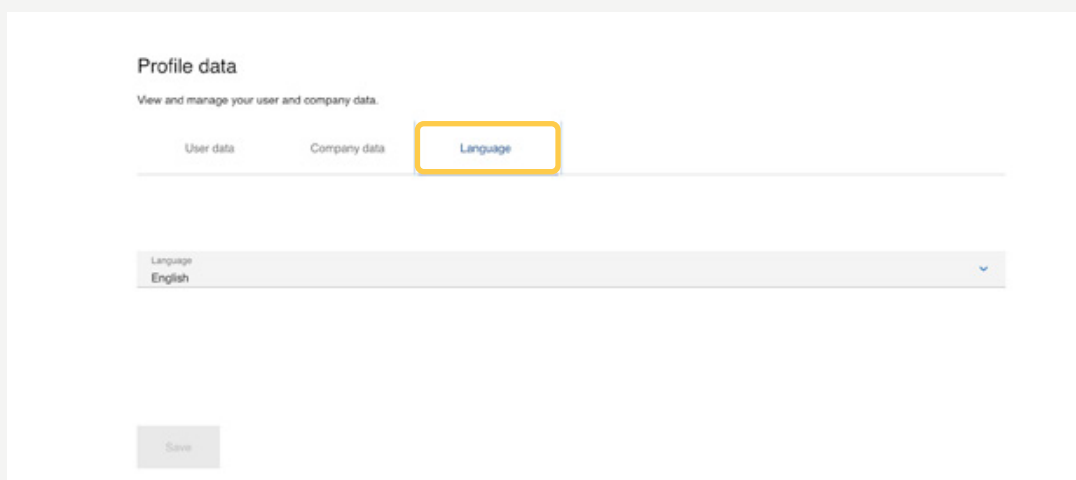 Profile data
View and manage your user and company data.
User data Company data Language
Language
English
Save